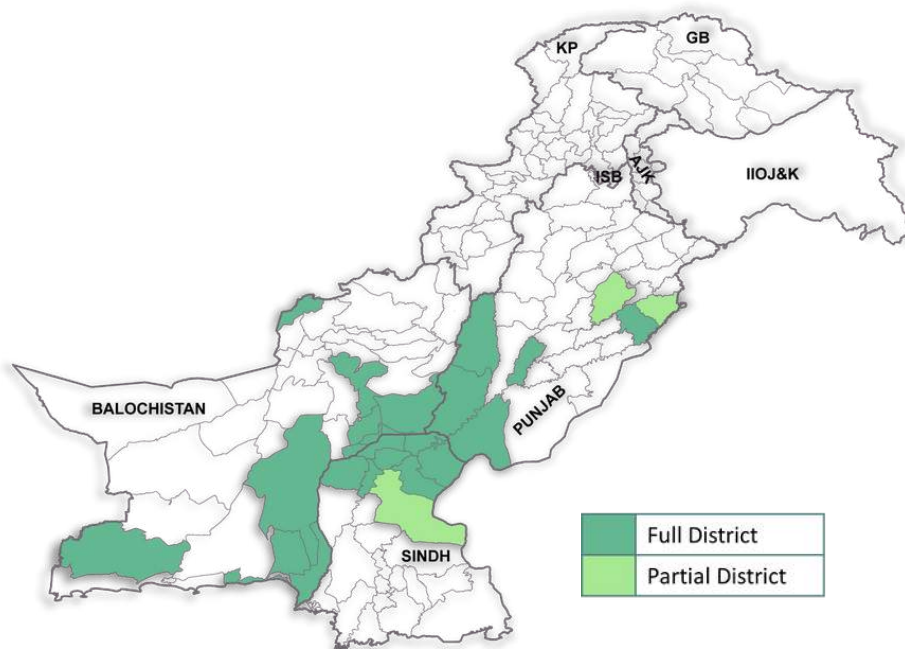 KP
GB
AJK
ISB
IIOJ&K
BALOCHISTAN
PUNJAB
SINDH
Full District
Partial District